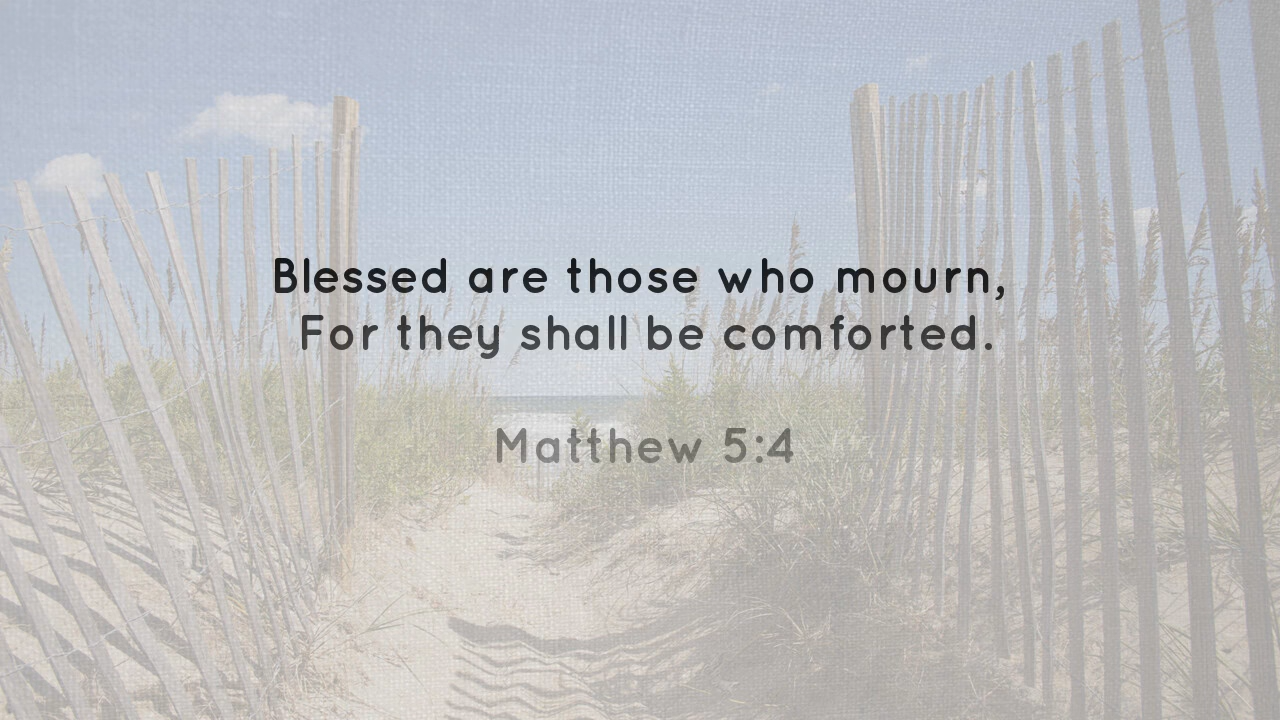 Blessed are those who mourn,
For they shall be comforted.
Matthew 5:4